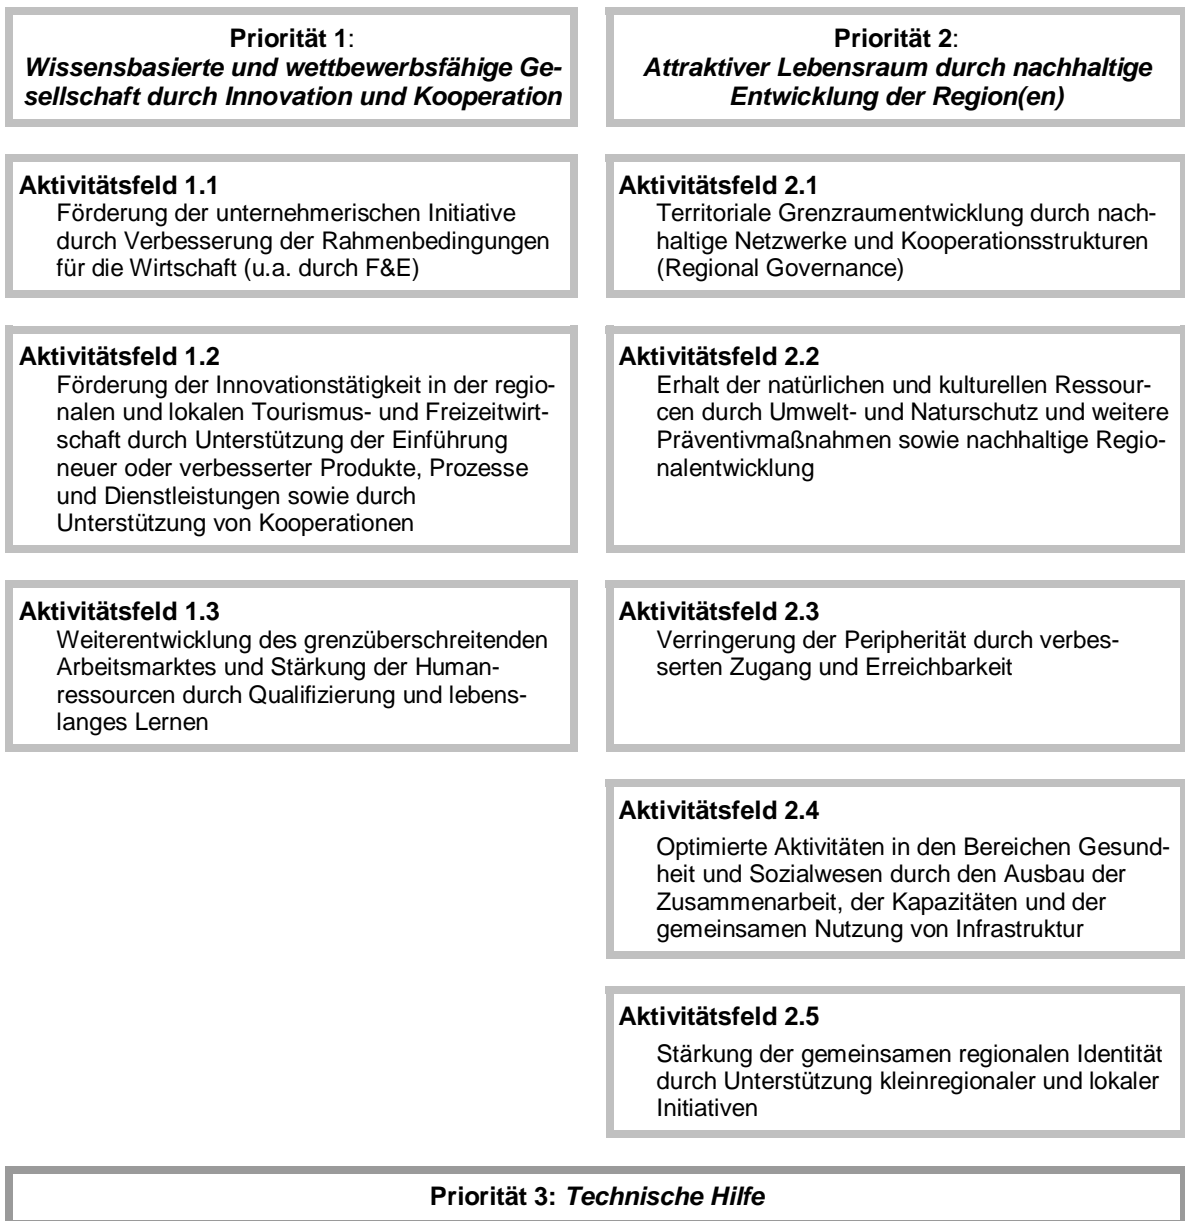 Priorität 1:
Wissensbasierte und wettbewerbsfähige Ge-
sellschaft durch Innovation und Kooperation
Priorität 2:
Attraktiver Lebensraum durch nachhaltige
Entwicklung der Region(en)
Aktivitätsfeld 1.1
Förderung der unternehmerischen Initiative
durch Verbesserung der Rahmenbedingungen
für die Wirtschaft (u.a. durch F&E)
Aktivitätsfeld 2.1
Territoriale Grenzraumentwicklung durch nach-
haltige Netzwerke und Kooperationsstrukturen
(Regional Governance)
Aktivitätsfeld 1.2
Förderung der Innovationstätigkeit in der regio-
nalen und lokalen Tourismus- und Freizeitwirt-
schaft durch Unterstützung der Einführung
neuer oder verbesserter Produkte, Prozesse
und Dienstleistungen sowie durch
Unterstützung von Kooperationen
Aktivitätsfeld 2.2
Erhalt der natürlichen und kulturellen Ressour-
cen durch Umwelt- und Naturschutz und weitere
Präventivmaßnahmen sowie nachhaltige Regio-
nalentwicklung
Aktivitätsfeld 1.3
Weiterentwicklung des grenzüberschreitenden
Arbeitsmarktes und Stärkung der Human-
ressourcen durch Qualifizierung und lebens-
langes Lernen
Aktivitätsfeld 2.3
Verringerung der Peripherität durch verbes-
serten Zugang und Erreichbarkeit
Aktivitätsfeld 2.4
Optimierte Aktivitäten in den Bereichen Gesund-
heit und Sozialwesen durch den Ausbau der
Zusammenarbeit, der Kapazitäten und der
gemeinsamen Nutzung von Infrastruktur
Aktivitätsfeld 2.5
Stärkung der gemeinsamen regionalen Identität
durch Unterstützung kleinregionaler und lokaler
Initiativen
Priorität 3: Technische Hilfe